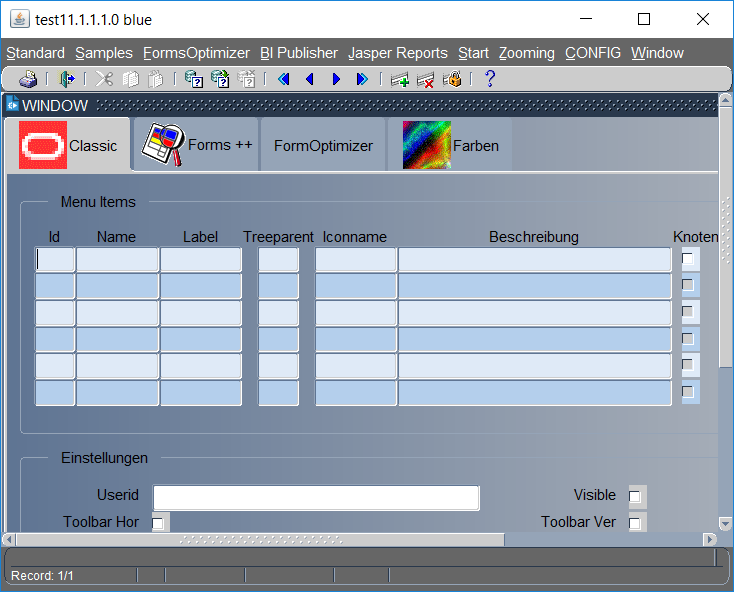 test11.1.1.1.0 blue
Standard Samples FormsOptimizer BI Publisher Jasper Reports Start Zooming CONFIG Window
WINDOW
Classic Forms ++ FormOptimizer Farben
Menu Items
Id Name Label Treeparent Iconname Beschreibung Knoten
Einstellungen
Userid Visible
Toolbar Hor Toolbar Ver
Record: 1/1